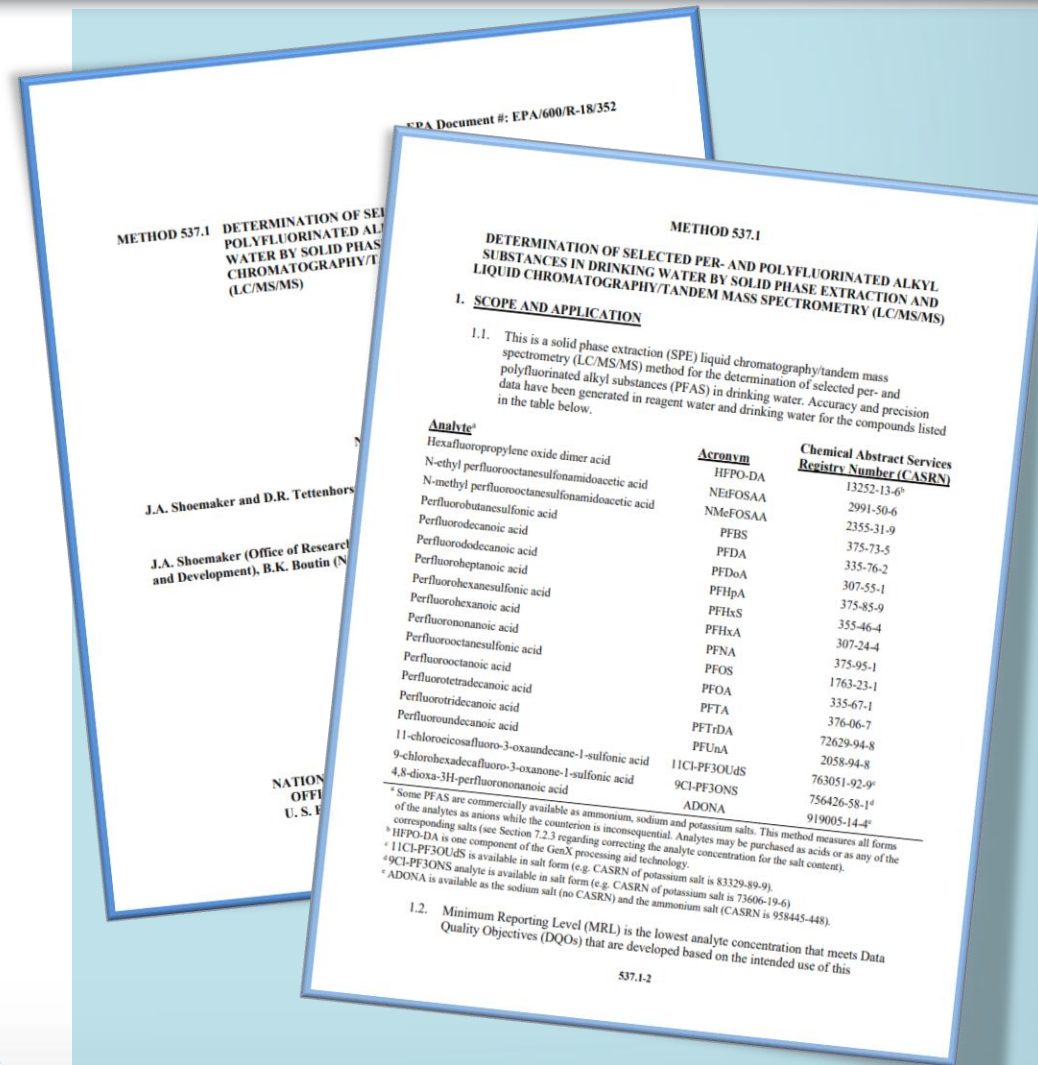 EPA Document #: EPA/600/R-18/352
METHOD 537.1 DETERMINATION OF
POLYFLUORINATED
WATER BY SOLID
CHROMATOGRAPHY/
(LC/MS/MS)
J.A. Shoemaker and D.R.
J.A. Shoemaker (Office of
and Development), B.K. Boutin
U. S.
METHOD 537.1
DETERMINATION OF SELECTED PER- AND POLYFLUORINATED ALKYL
SUBSTANCES IN DRINKING WATER BY SOLID PHASE EXTRACTION AND
LIQUID CHROMATOGRAPHY/TANDEM MASS SPECTROMETRY (LC/MS/MS)
1. SCOPE AND APPLICATION
1.1. This is a solid phase extraction (SPE) liquid chromatography/tandem mass
spectrometry (LC/MS/MS) method for the determination of selected per- and
polyfluorinated alkyl substances (PFAS) in drinking water. Accuracy and precision
data have been generated in reagent water and drinking water for the compounds listed
in the table below.
Analyteᵃ Acronym Chemical Abstract Services
Registry Number (CASRN)
Hexafluoropropylene oxide dimer acid HFPO-DA 13252-13-6ᵇ
N-ethyl perfluorooctanesulfonamidoacetic acid NEtFOSAA 2991-50-6
N-methyl perfluorooctanesulfonamidoacetic acid NMeFOSAA 2355-31-9
Perfluorobutanesulfonic acid PFBS 375-73-5
Perfluorodecanoic acid PFDA 335-76-2
Perfluorododecanoic acid PFDoA 307-55-1
Perfluoroheptanoic acid PFHpA 375-85-9
Perfluorohexanesulfonic acid PFHxS 355-46-4
Perfluorohexanoic acid PFHxA 307-24-4
Perfluorononanoic acid PFNA 375-95-1
Perfluorooctanesulfonic acid PFOS 1763-23-1
Perfluorooctanoic acid PFOA 335-67-1
Perfluorotetradecanoic acid PFTA 376-06-7
Perfluorotridecanoic acid PFTrDA 72629-94-8
Perfluoroundecanoic acid PFUnA 2058-94-8
11-chloroeicosafluoro-3-oxaundecane-1-sulfonic acid 11Cl-PF3OUdS 763051-92-9ᶜ
9-chlorohexadecafluoro-3-oxanone-1-sulfonic acid 9Cl-PF3ONS 756426-58-1ᵈ
4,8-dioxa-3H-perfluorononanoic acid ADONA 919005-14-4ᵉ
ᵃ Some PFAS are commercially available as ammonium, sodium and potassium salts. This method measures all forms
of the analytes as anions while the counterion is inconsequential. Analytes may be purchased as acids or as any of the
corresponding salts (see Section 7.2.3 regarding correcting the analyte concentration for the salt content).
ᵇ HFPO-DA is one component of the GenX processing aid technology.
ᶜ 11Cl-PF3OUdS is available in salt form (e.g. CASRN of potassium salt is 83329-89-9).
ᵈ 9Cl-PF3ONS analyte is available in salt form (e.g. CASRN of potassium salt is 73606-19-6)
ᵉ ADONA is available as the sodium salt (no CASRN) and the ammonium salt (CASRN is 958445-448).
1.2. Minimum Reporting Level (MRL) is the lowest analyte concentration that meets Data
Quality Objectives (DQOs) that are developed based on the intended use of this
537.1-2